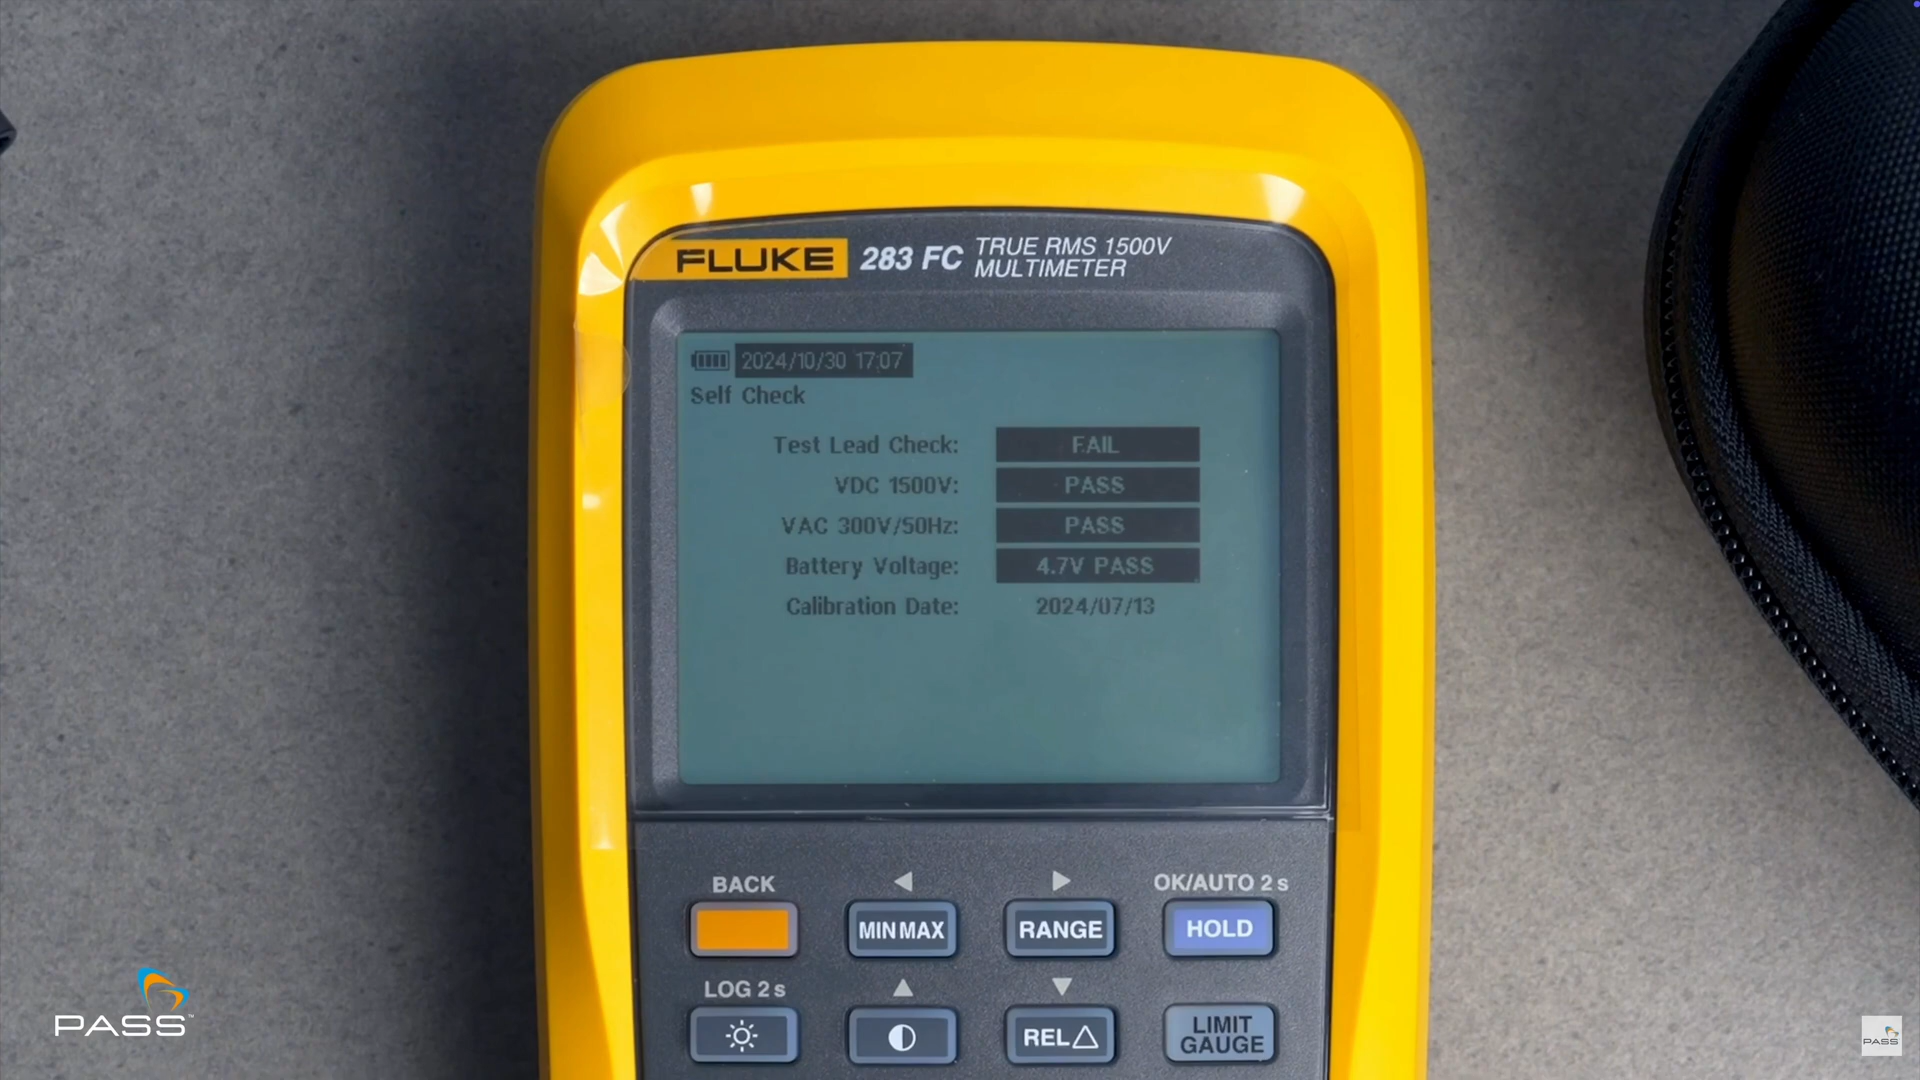 FLUKE 283 FC TRUE RMS 1500V
MULTIMETER
2024/10/30 17:07
Self Check
Test Lead Check: FAIL
VDC 1500V: PASS
VAC 300V/50Hz: PASS
Battery Voltage: 4.7V PASS
Calibration Date: 2024/07/13
BACK OK/AUTO 2 s
MIN MAX RANGE HOLD
LOG 2 s
REL△ LIMIT
GAUGE
PASS™
PASS